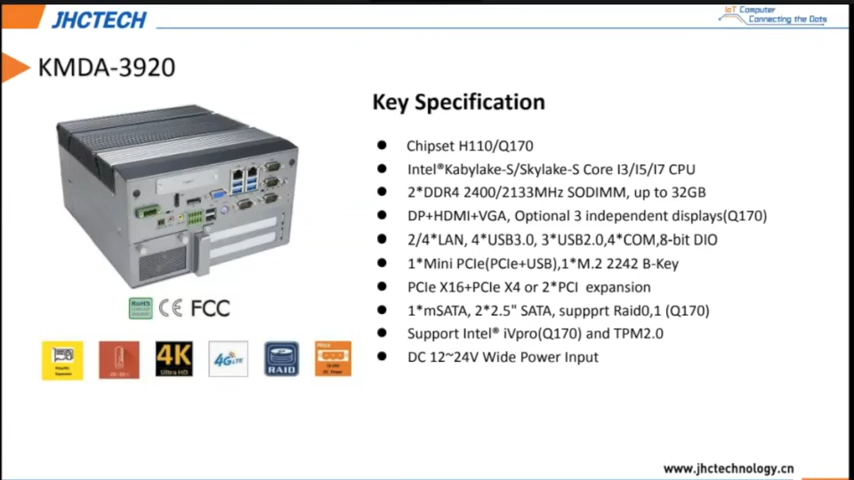 JHCTECH
IoT Computer
Connecting the Dots
KMDA-3920
Key Specification
Chipset H110/Q170
Intel®Kabylake-S/Skylake-S Core I3/I5/I7 CPU
2*DDR4 2400/2133MHz SODIMM, up to 32GB
DP+HDMI+VGA, Optional 3 independent displays(Q170)
2/4*LAN, 4*USB3.0, 3*USB2.0,4*COM,8-bit DIO
1*Mini PCIe(PCIe+USB),1*M.2 2242 B-Key
PCIe X16+PCIe X4 or 2*PCI expansion
1*mSATA, 2*2.5" SATA, suppprt Raid0,1 (Q170)
Support Intel® iVpro(Q170) and TPM2.0
DC 12~24V Wide Power Input
RoHS
CE FCC
4K
Ultra HD
4G LTE
RAID
www.jhctechnology.cn